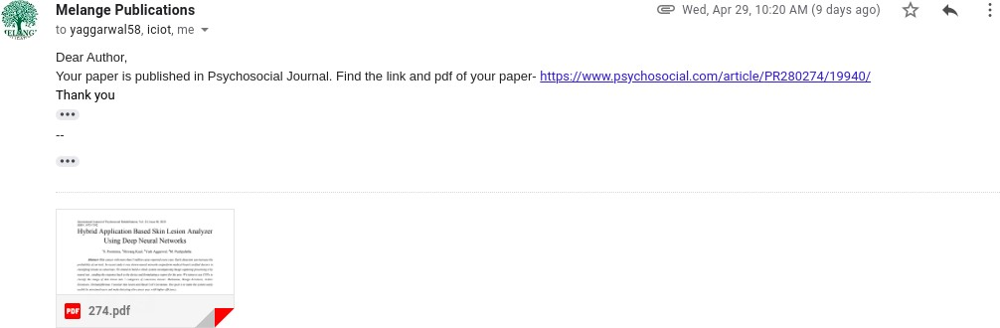 Melange Publications
Wed, Apr 29, 10:20 AM (9 days ago)
to yaggarwal58, iciot, me
Dear Author,
Your paper is published in Psychosocial Journal. Find the link and pdf of your paper- https://www.psychosocial.com/article/PR280274/19940/
Thank you
--
Hybrid Application Based Skin Lesion Analyzer
Using Deep Neural Networks
PDF
274.pdf